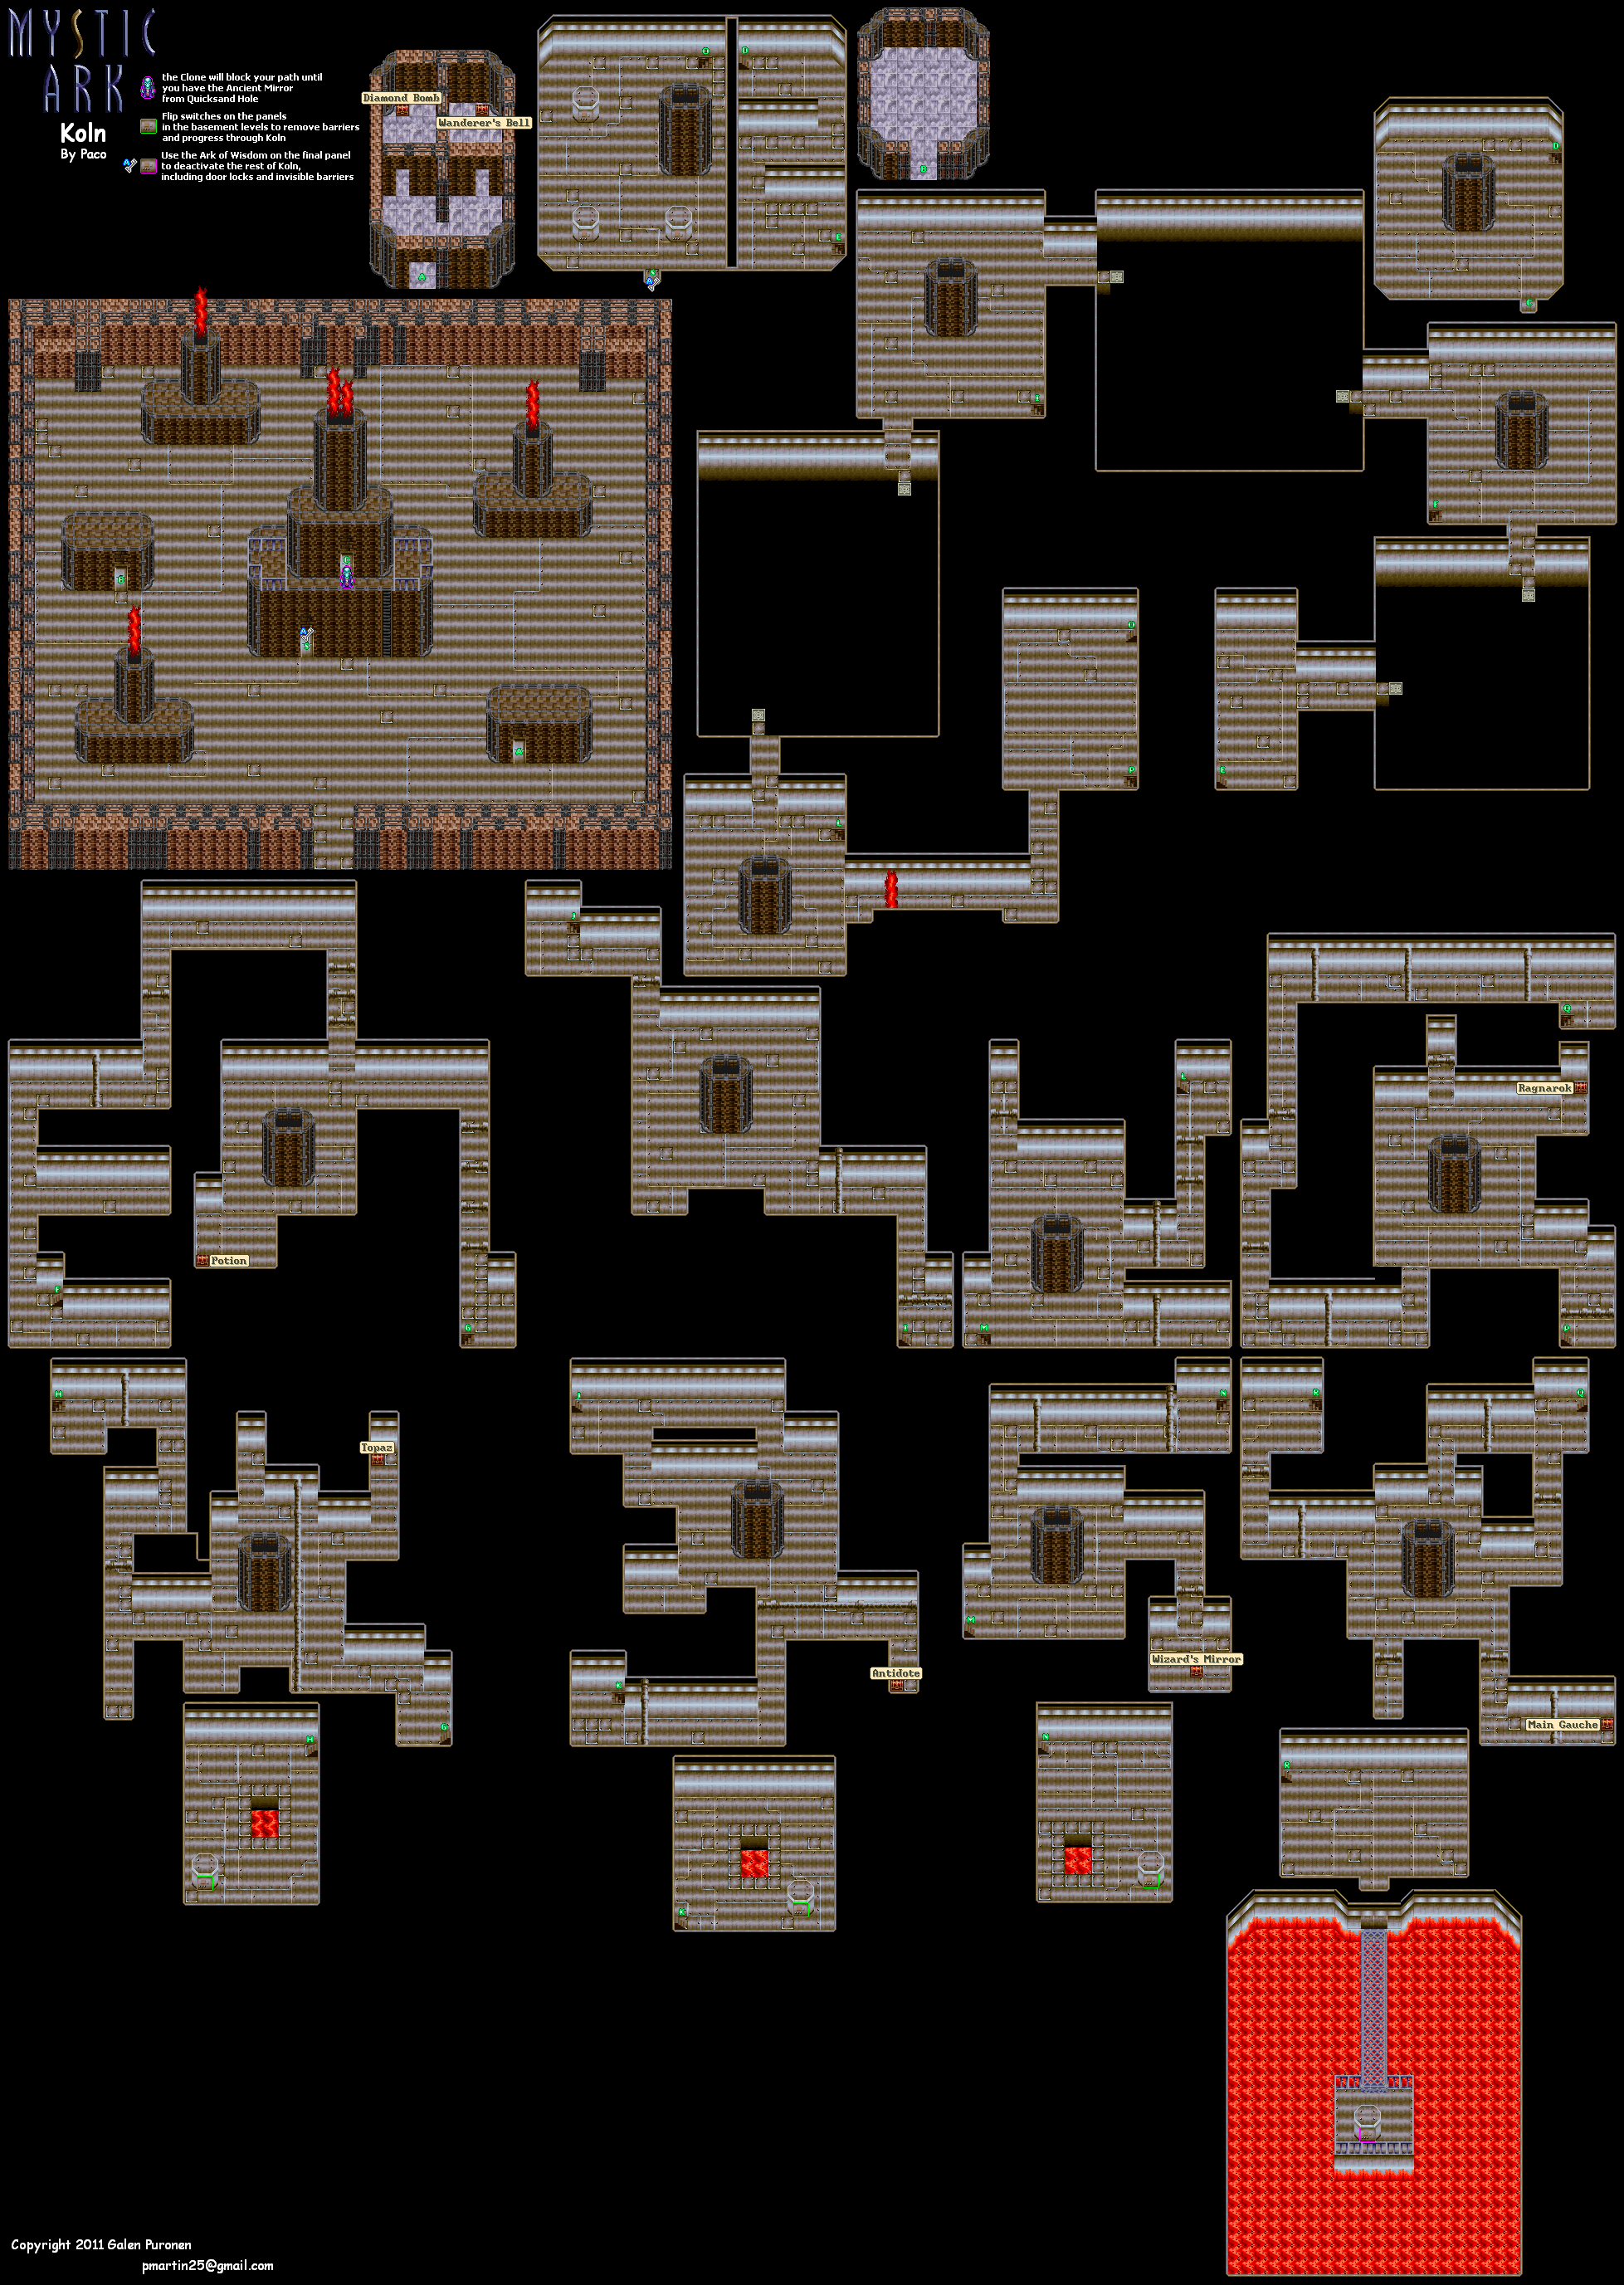 MYSTIC
ARK
Koln
By Paco
the Clone will block your path until
you have the Ancient Mirror
from Quicksand Hole
Flip switches on the panels
in the basement levels to remove barriers
and progress through Koln
Use the Ark of Wisdom on the final panel
to deactivate the rest of Koln,
including door locks and invisible barriers
Diamond Bomb
Wanderer's Bell
Ragnarok
Potion
Topaz
Antidote
Wizard's Mirror
Main Gauche
Copyright 2011 Galen Puronen
pmartin25@gmail.com